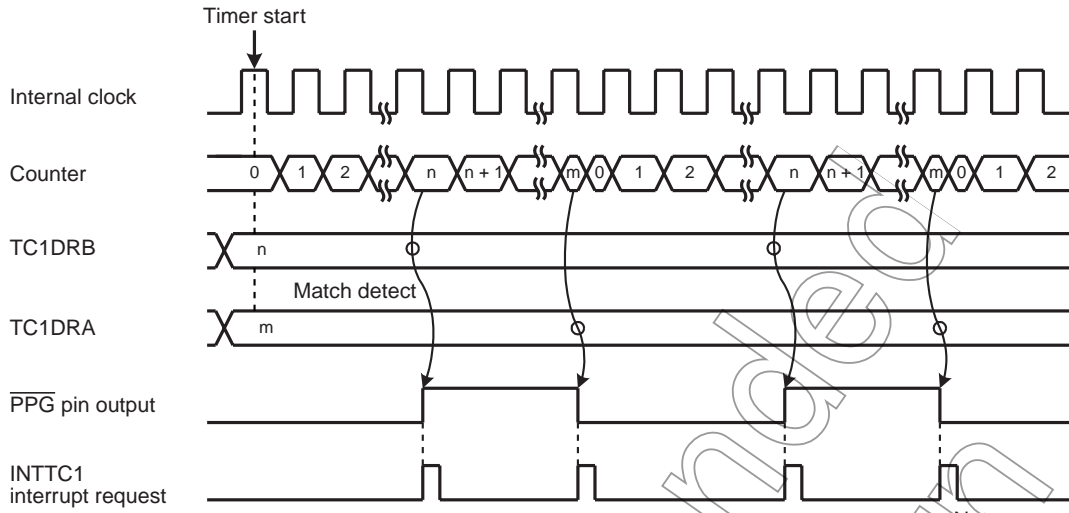 Timer start
Internal clock
Counter 0 1 2 n n + 1 m 0 1 2 n n + 1 m 0 1 2
TC1DRB n
Match detect
TC1DRA m
PPG pin output
INTTC1
interrupt request